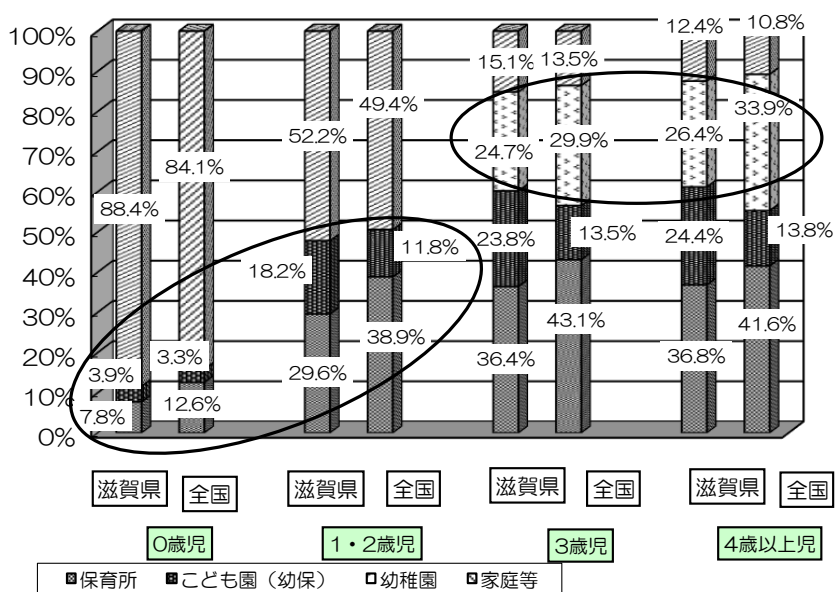 12.4% 10.8%
100%
15.1% 13.5%
90%
49.4% 33.9%
80%
52.2% 24.7% 29.9% 26.4%
70%
84.1%
60%
88.4%
50%
18.2% 11.8% 23.8% 13.5% 24.4% 13.8%
40%
38.9% 43.1% 41.6%
30%
3.9% 3.3% 29.6% 36.4% 36.8%
20%
7.8% 12.6%
10%
0%
滋賀県 全国 滋賀県 全国 滋賀県 全国 滋賀県 全国
0歳児 1・2歳児 3歳児 4歳以上児
保育所 こども園（幼保） 幼稚園 家庭等